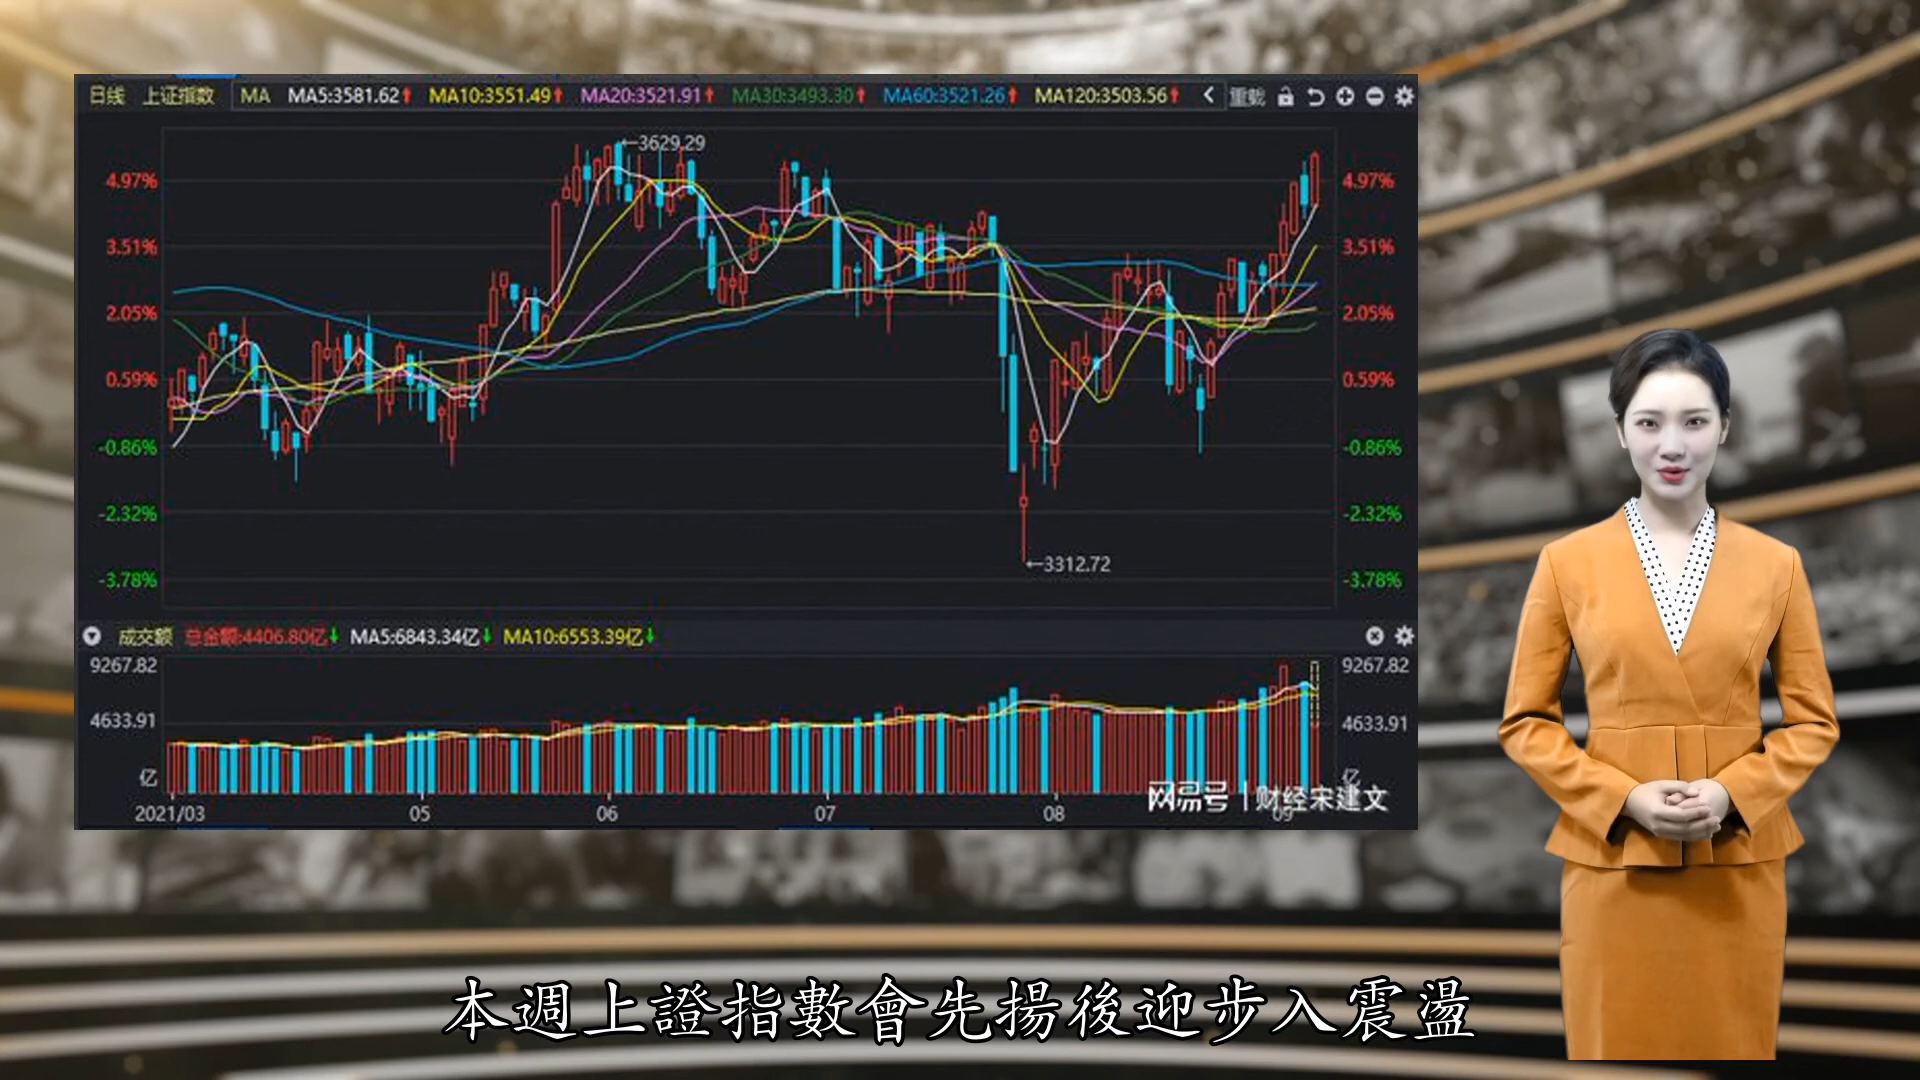 日线 上证指数 MA MA5:3581.62↑ MA10:3551.49↑ MA20:3521.91↑ MA30:3493.30↑ MA60:3521.26↑ MA120:3503.56↑ 重载
←3629.29
4.97% 4.97%
3.51% 3.51%
2.05% 2.05%
0.59% 0.59%
-0.86% -0.86%
-2.32% -2.32%
←3312.72
-3.78% -3.78%
成交额 总金额:4406.80亿↓ MA5:6843.34亿↓ MA10:6553.39亿↓
9267.82 9267.82
4633.91 4633.91
亿 亿
网易号 | 财经宋建文
2021/03 05 06 07 08 09
本週上證指數會先揚後迎步入震盪